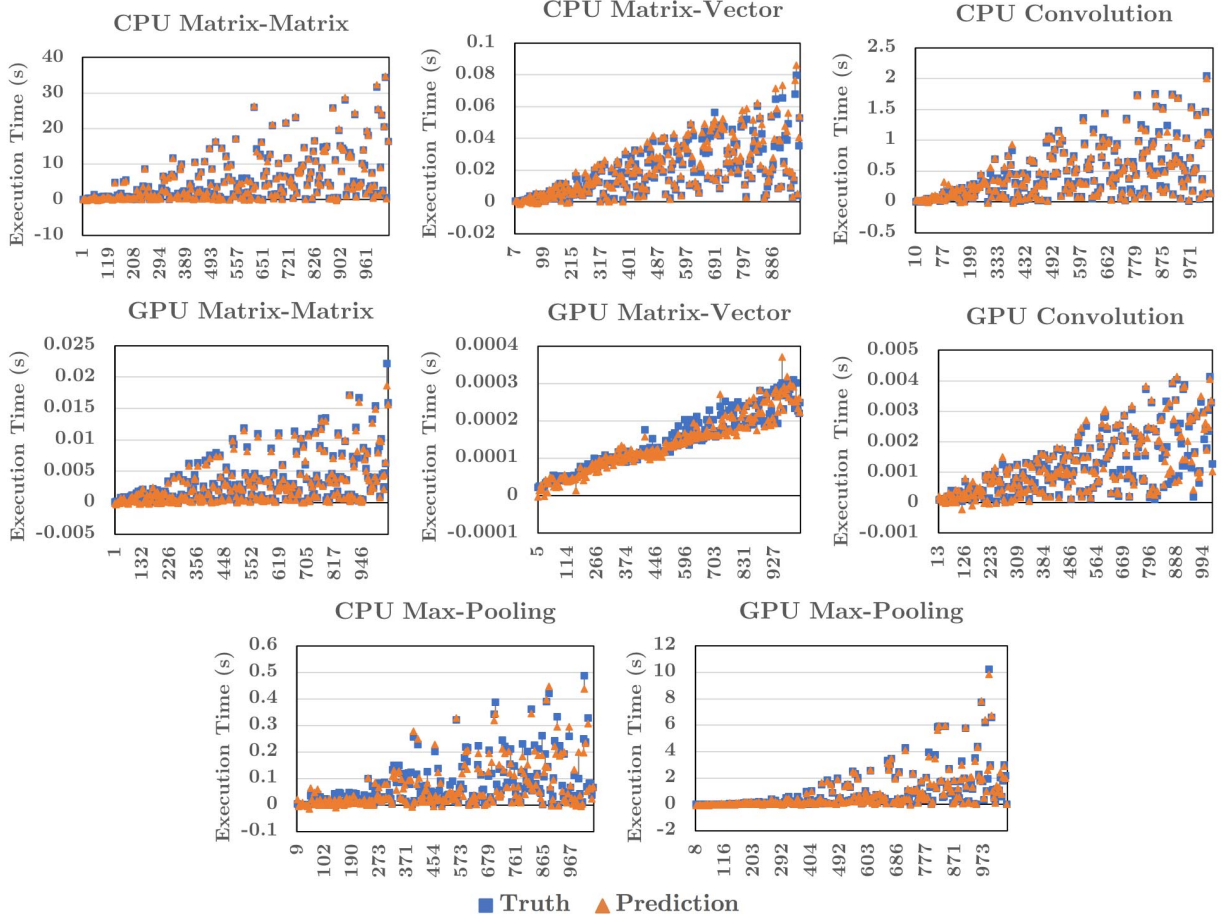 CPU Matrix-Matrix
CPU Matrix-Vector
CPU Convolution
Execution Time (s)
40
30
20
10
0
-10
1 119 208 294 389 493 557 651 721 826 902 961
Execution Time (s)
0.1
0.08
0.06
0.04
0.02
0
-0.02
7 99 215 317 401 487 597 691 797 886
Execution Time (s)
2.5
2
1.5
1
0.5
0
-0.5
10 77 199 333 432 492 562 662 779 875 971
GPU Matrix-Matrix
GPU Matrix-Vector
GPU Convolution
Execution Time (s)
0.025
0.02
0.015
0.01
0.005
0
-0.005
1 132 226 356 448 552 619 705 817 946
Execution Time (s)
0.0004
0.0003
0.0002
0.0001
0
-0.0001
5 114 266 374 446 596 703 831 927
Execution Time (s)
0.005
0.004
0.003
0.002
0.001
0
-0.001
13 126 223 309 384 486 564 669 796 888 994
CPU Max-Pooling
GPU Max-Pooling
Execution Time (s)
0.6
0.5
0.4
0.3
0.2
0.1
0
-0.1
9 102 190 273 371 454 573 679 761 865 967
Execution Time (s)
12
10
8
6
4
2
0
-2
8 116 203 292 404 492 603 686 777 871 973
Truth Prediction